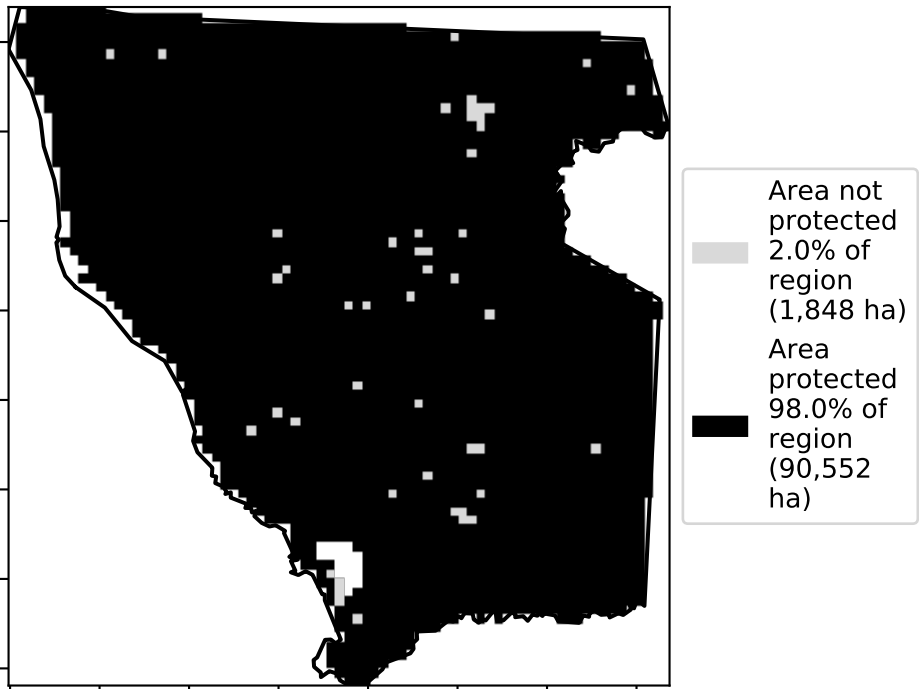 Area not
protected
2.0% of
region
(1,848 ha)
Area
protected
98.0% of
region
(90,552
ha)